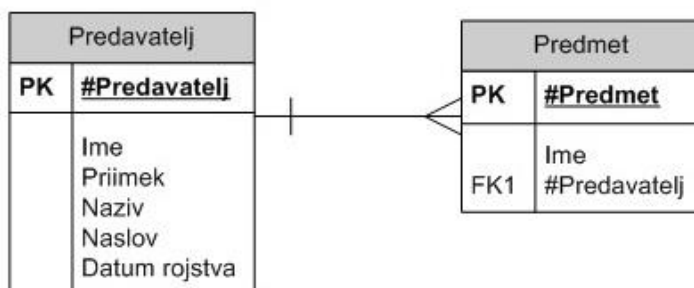 Predavatelj
PK #Predavatelj
Ime
Priimek
Naziv
Naslov
Datum rojstva
Predmet
PK #Predmet
Ime
FK1 #Predavatelj